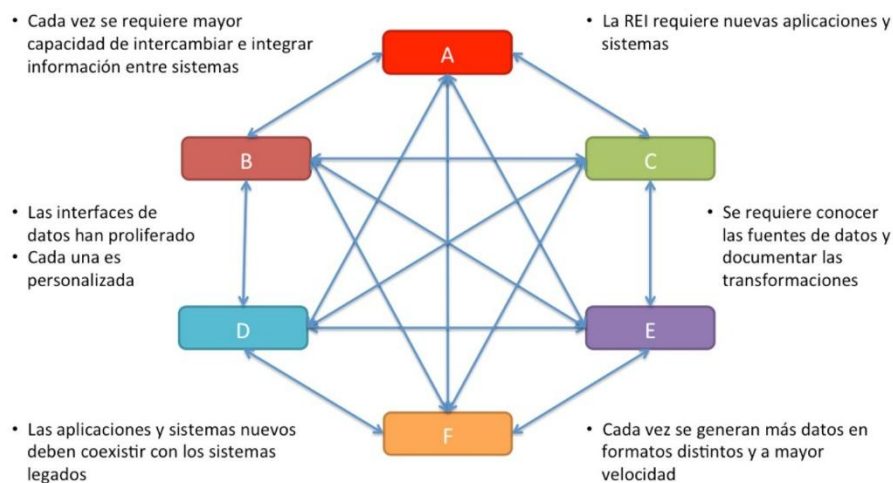 • Cada vez se requiere mayor
capacidad de intercambiar e integrar
información entre sistemas
• La REI requiere nuevas aplicaciones y
sistemas
A
B
C
• Las interfaces de
datos han proliferado
• Cada una es
personalizada
• Se requiere conocer
las fuentes de datos y
documentar las
transformaciones
D
E
• Las aplicaciones y sistemas nuevos
deben coexistir con los sistemas
legados
F
• Cada vez se generan más datos en
formatos distintos y a mayor
velocidad